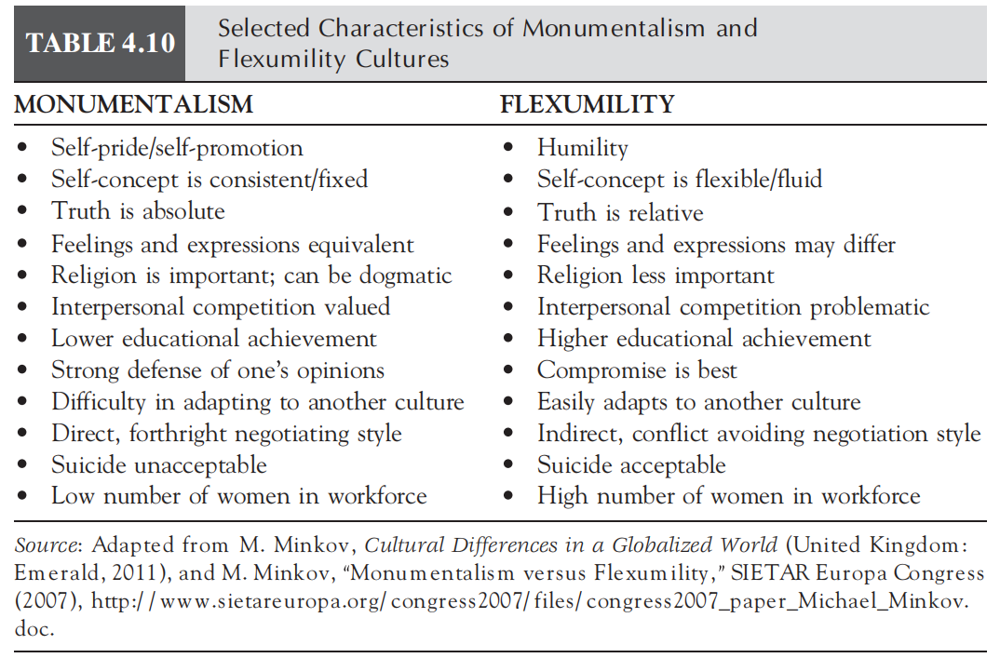 TABLE 4.10
Selected Characteristics of Monumentalism and
Flexumility Cultures
MONUMENTALISM
• Self-pride/self-promotion
• Self-concept is consistent/fixed
• Truth is absolute
• Feelings and expressions equivalent
• Religion is important; can be dogmatic
• Interpersonal competition valued
• Lower educational achievement
• Strong defense of one's opinions
• Difficulty in adapting to another culture
• Direct, forthright negotiating style
• Suicide unacceptable
• Low number of women in workforce
FLEXUMILITY
• Humility
• Self-concept is flexible/fluid
• Truth is relative
• Feelings and expressions may differ
• Religion less important
• Interpersonal competition problematic
• Higher educational achievement
• Compromise is best
• Easily adapts to another culture
• Indirect, conflict avoiding negotiation style
• Suicide acceptable
• High number of women in workforce
Source: Adapted from M. Minkov, Cultural Differences in a Globalized World (United Kingdom:
Emerald, 2011), and M. Minkov, “Monumentalism versus Flexumility,” SIETAR Europa Congress
(2007), http://www.sietareuropa.org/congress2007/files/congress2007_paper_Michael_Minkov.
doc.